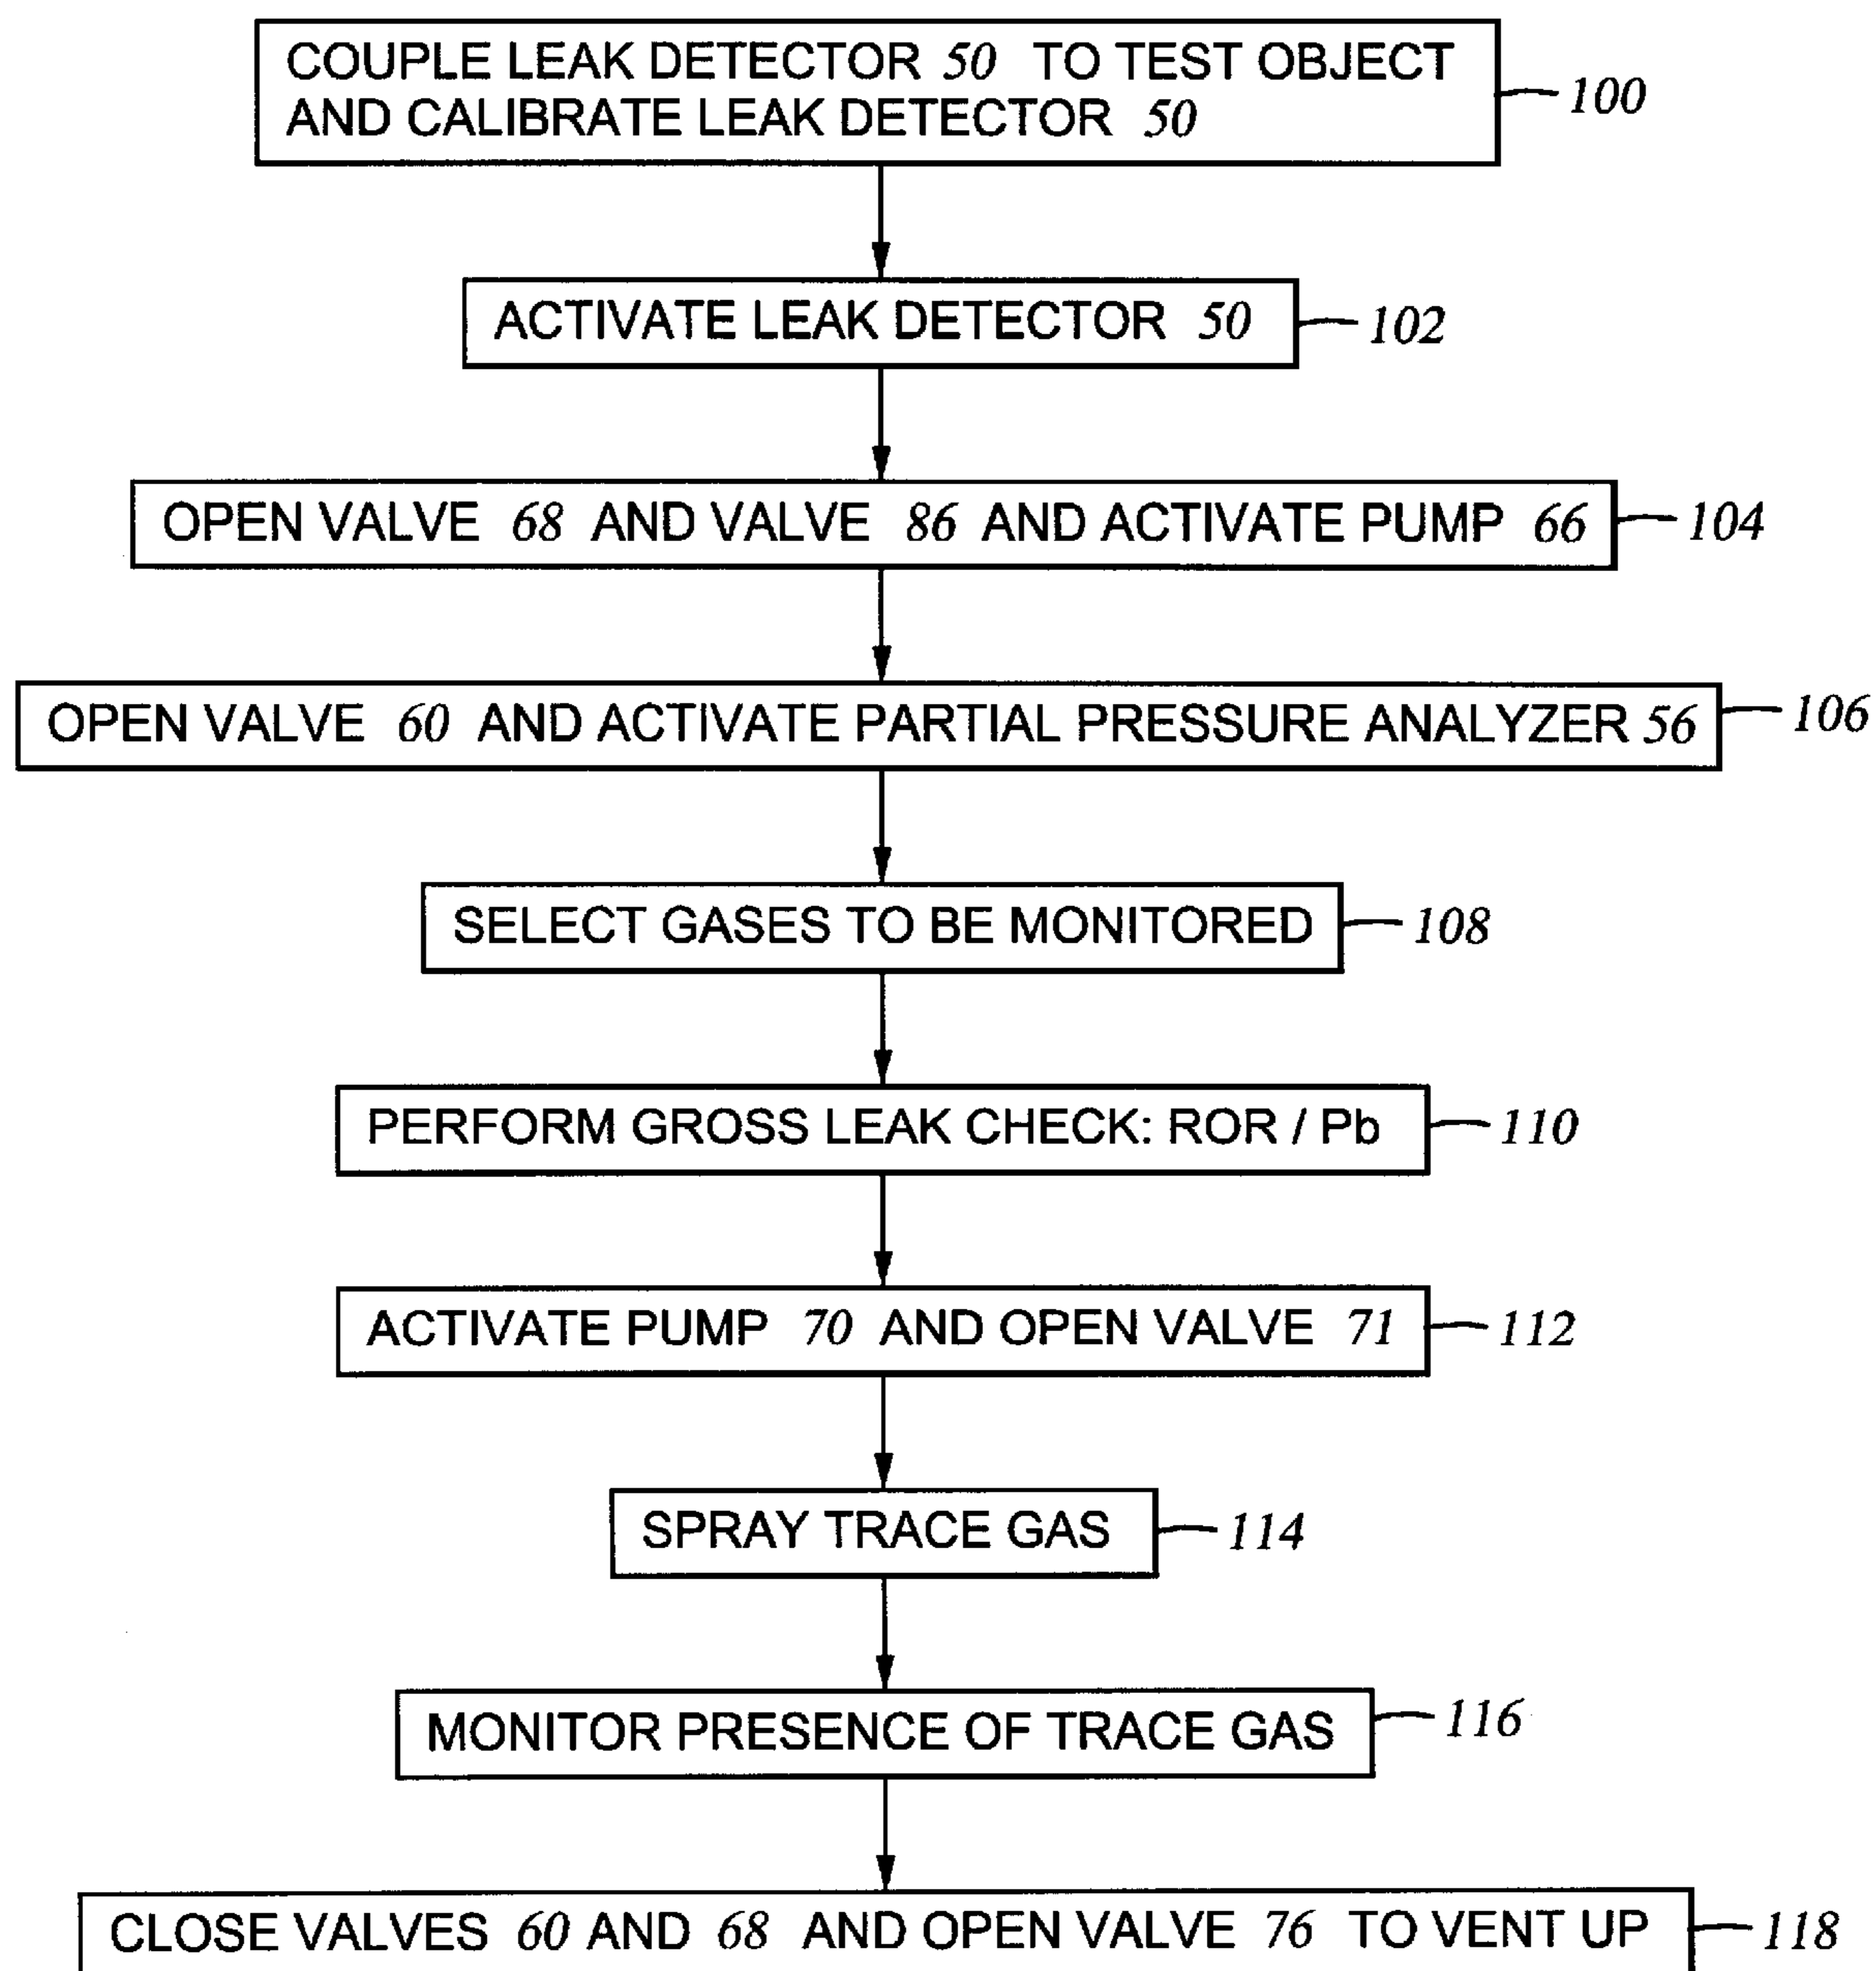 COUPLE LEAK DETECTOR 50 TO TEST OBJECT
AND CALIBRATE LEAK DETECTOR 50
100
ACTIVATE LEAK DETECTOR 50
102
OPEN VALVE 68 AND VALVE 86 AND ACTIVATE PUMP 66
104
OPEN VALVE 60 AND ACTIVATE PARTIAL PRESSURE ANALYZER 56
106
SELECT GASES TO BE MONITORED
108
PERFORM GROSS LEAK CHECK: ROR / Pb
110
ACTIVATE PUMP 70 AND OPEN VALVE 71
112
SPRAY TRACE GAS
114
MONITOR PRESENCE OF TRACE GAS
116
CLOSE VALVES 60 AND 68 AND OPEN VALVE 76 TO VENT UP
118